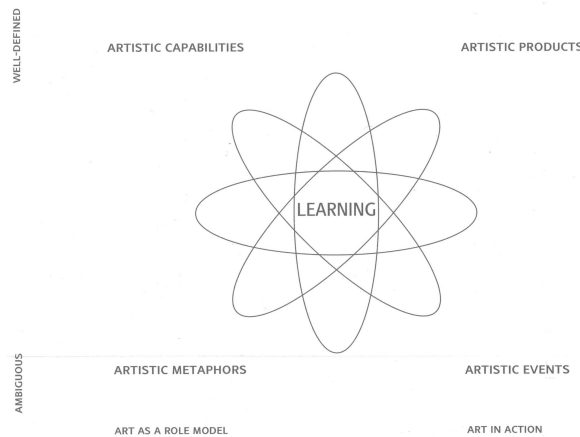 WELL-DEFINED
ARTISTIC CAPABILITIES
ARTISTIC PRODUCTS
LEARNING
AMBIGUOUS
ARTISTIC METAPHORS
ARTISTIC EVENTS
ART AS A ROLE MODEL
ART IN ACTION